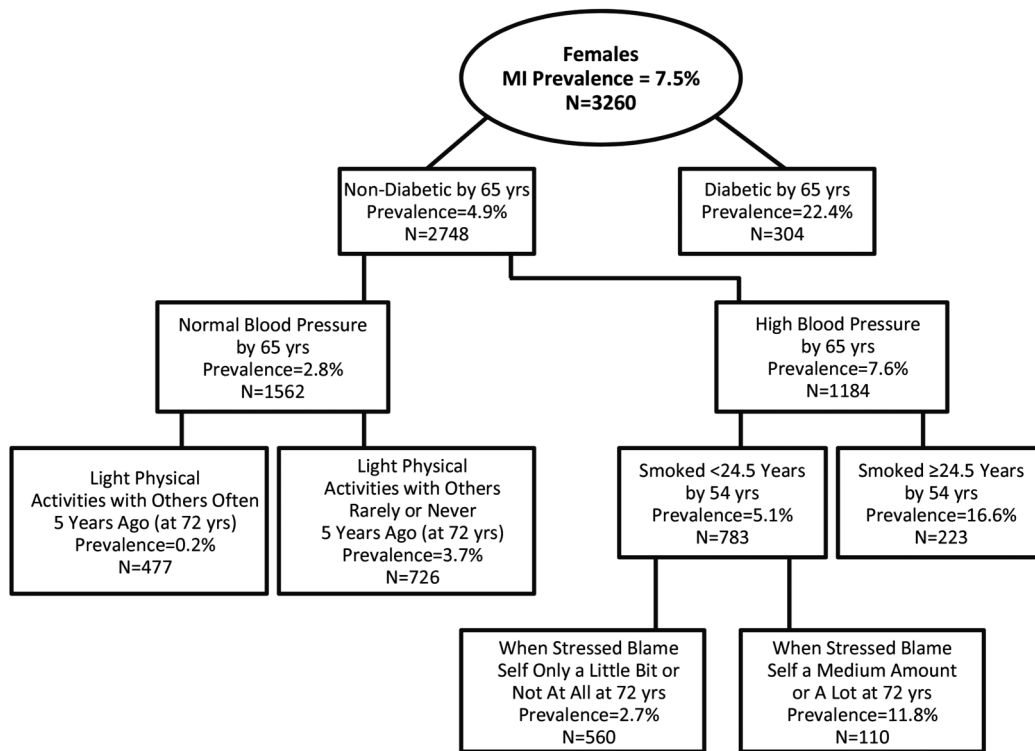 Females
MI Prevalence = 7.5%
N=3260
Non-Diabetic by 65 yrs
Prevalence=4.9%
N=2748
Diabetic by 65 yrs
Prevalence=22.4%
N=304
Normal Blood Pressure
by 65 yrs
Prevalence=2.8%
N=1562
High Blood Pressure
by 65 yrs
Prevalence=7.6%
N=1184
Light Physical
Activities with Others Often
5 Years Ago (at 72 yrs)
Prevalence=0.2%
N=477
Light Physical
Activities with Others
Rarely or Never
5 Years Ago (at 72 yrs)
Prevalence=3.7%
N=726
Smoked <24.5 Years
by 54 yrs
Prevalence=5.1%
N=783
Smoked ≥24.5 Years
by 54 yrs
Prevalence=16.6%
N=223
When Stressed Blame
Self Only a Little Bit or
Not At All at 72 yrs
Prevalence=2.7%
N=560
When Stressed Blame
Self a Medium Amount
or A Lot at 72 yrs
Prevalence=11.8%
N=110